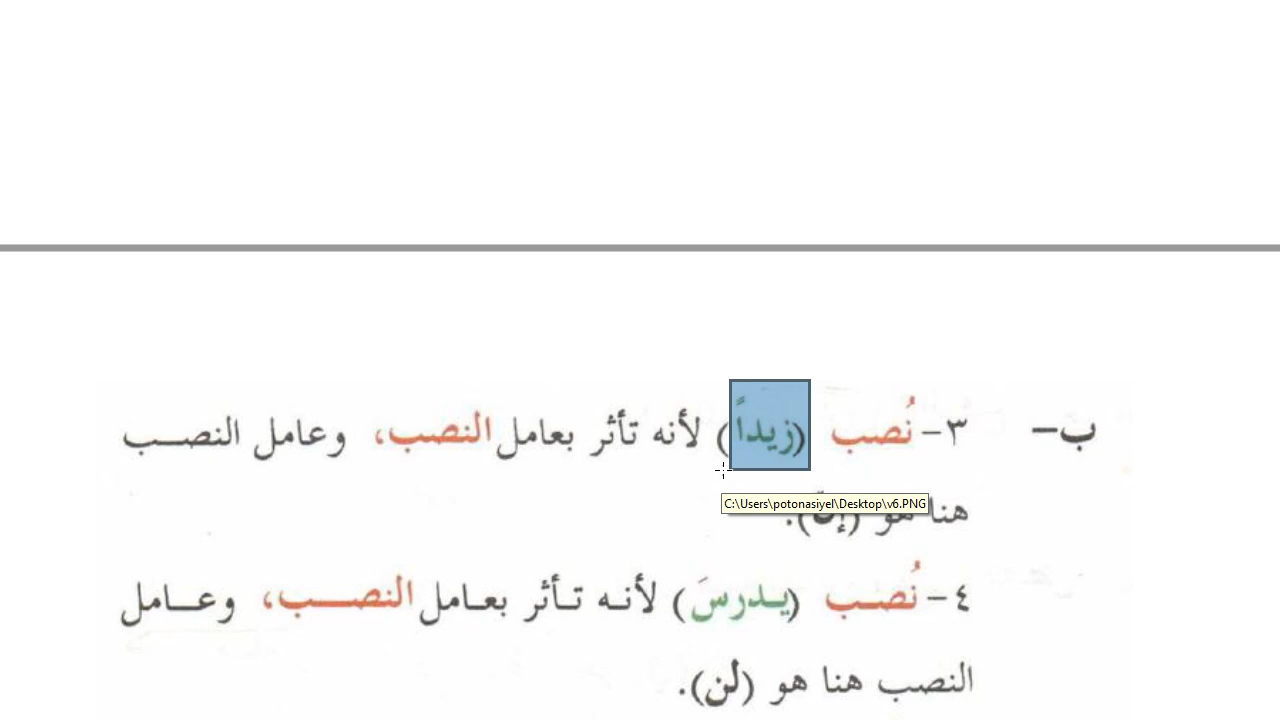 ب- ٣- نُصب (زيداً) لأنه تأثر بعامل النصب، وعامل النصب
هنا هو (إنّ).
C:\Users\potonasiyel\Desktop\v6.PNG
٤- نُصب (يدرسَ) لأنه تأثر بعامل النصب، وعامل
النصب هنا هو (لن).